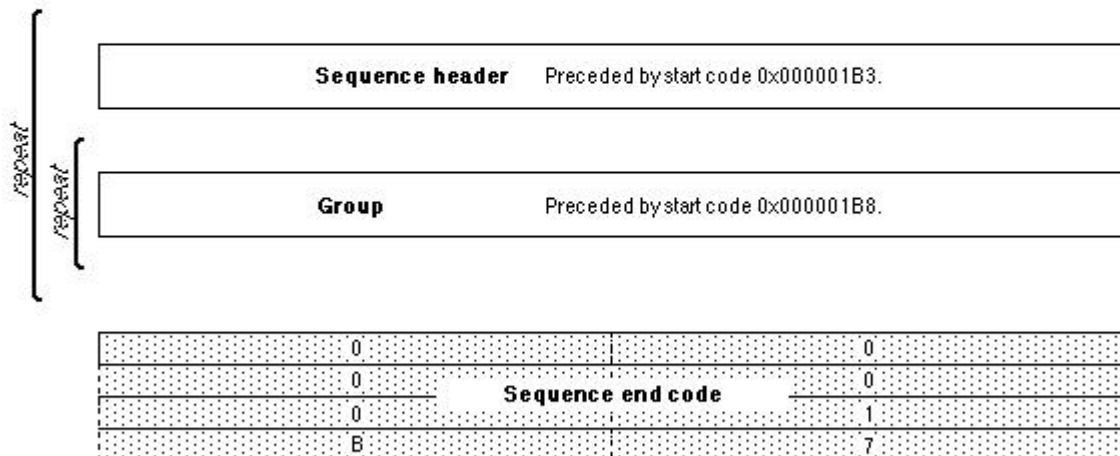 repeat
Sequence header Preceded by start code 0x000001B3.
repeat
Group Preceded by start code 0x000001B8.
0 0
0 0
Sequence end code
0 1
B 7